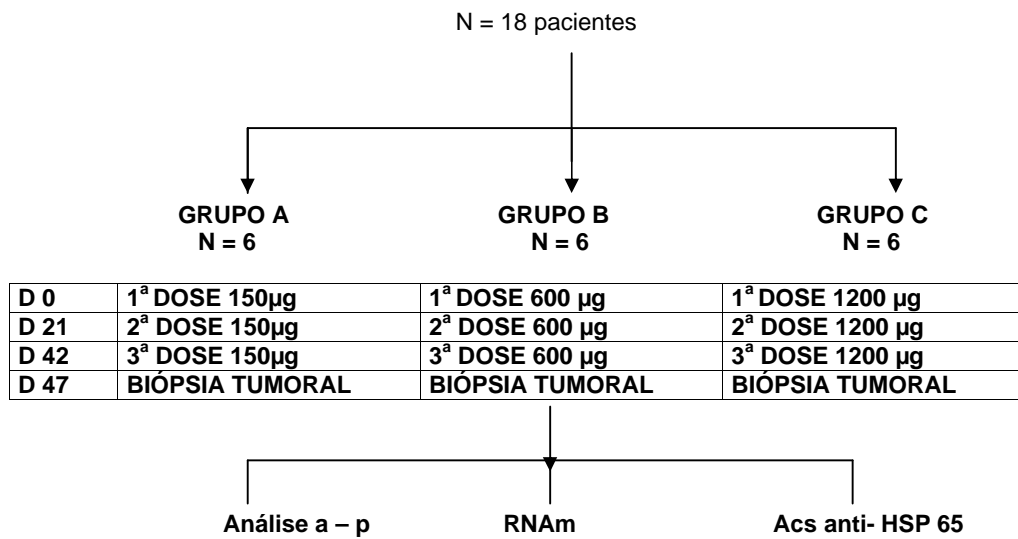 N = 18 pacientes
GRUPO A GRUPO B GRUPO C
N = 6 N = 6 N = 6
D 0 1ª DOSE 150µg 1ª DOSE 600 µg 1ª DOSE 1200 µg
D 21 2ª DOSE 150µg 2ª DOSE 600 µg 2ª DOSE 1200 µg
D 42 3ª DOSE 150µg 3ª DOSE 600 µg 3ª DOSE 1200 µg
D 47 BIÓPSIA TUMORAL BIÓPSIA TUMORAL BIÓPSIA TUMORAL
Análise a – p RNAm Acs anti- HSP 65